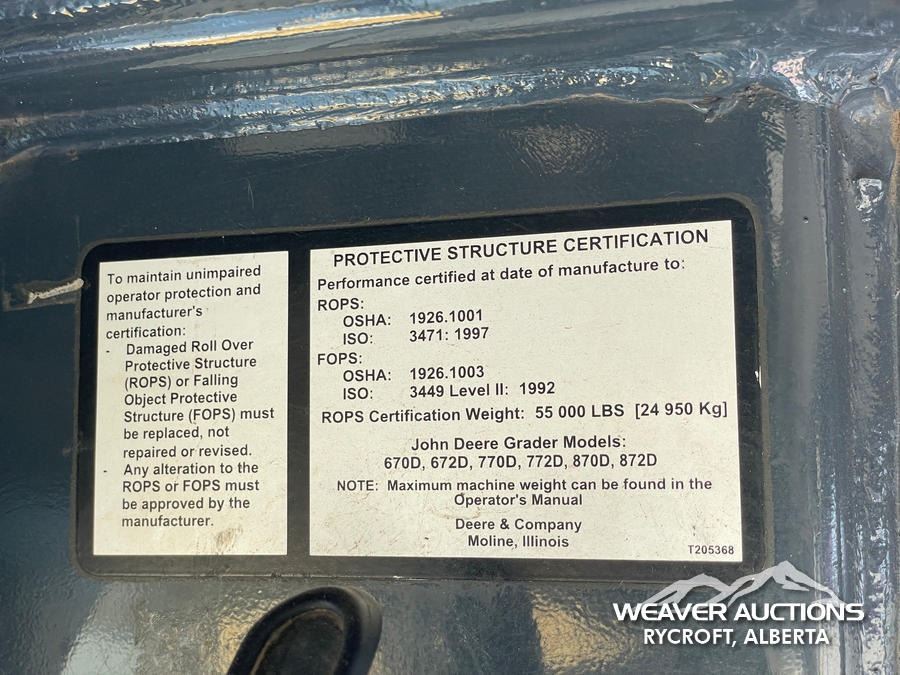 To maintain unimpaired
operator protection and
manufacturer's
certification:
- Damaged Roll Over
Protective Structure
(ROPS) or Falling
Object Protective
Structure (FOPS) must
be replaced, not
repaired or revised.
- Any alteration to the
ROPS or FOPS must
be approved by the
manufacturer.
PROTECTIVE STRUCTURE CERTIFICATION
Performance certified at date of manufacture to:
ROPS:
OSHA: 1926.1001
ISO: 3471: 1997
FOPS:
OSHA: 1926.1003
ISO: 3449 Level II: 1992
ROPS Certification Weight: 55 000 LBS [24 950 Kg]
John Deere Grader Models:
670D, 672D, 770D, 772D, 870D, 872D
NOTE: Maximum machine weight can be found in the
Operator's Manual
Deere & Company
Moline, Illinois
T205368
WEAVER AUCTIONS
RYCROFT, ALBERTA